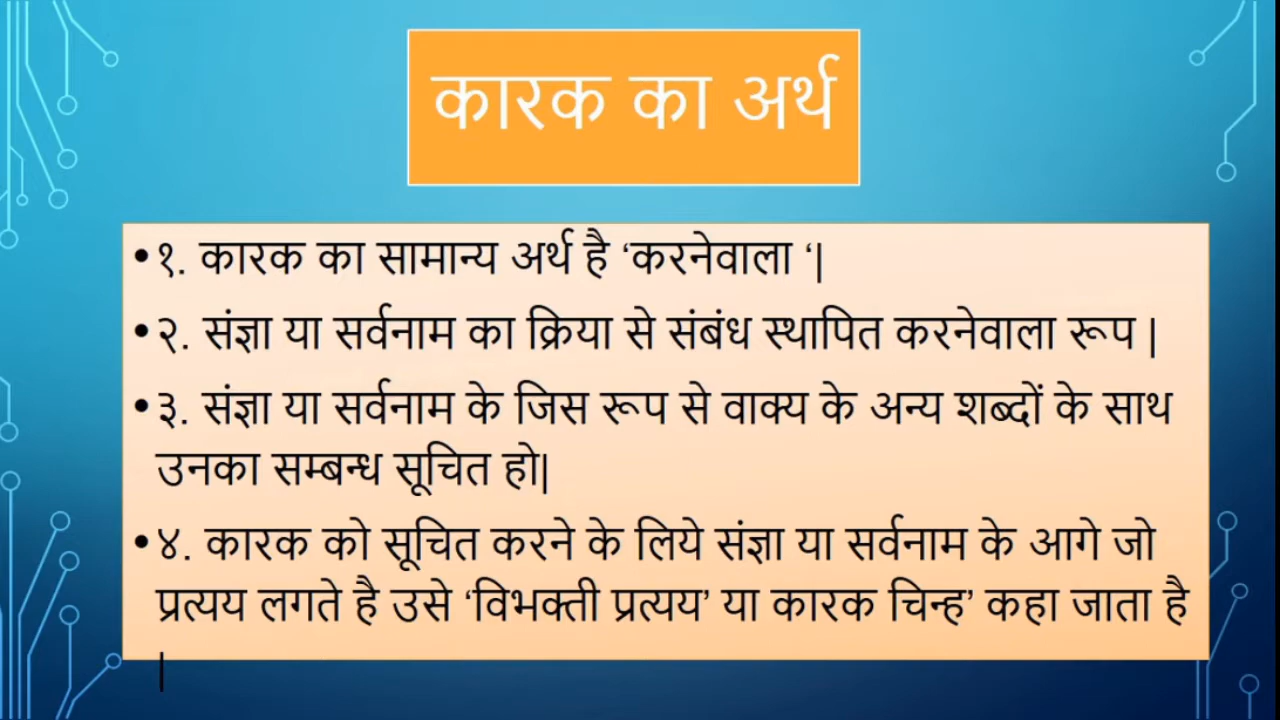 कारक का अर्थ
•१. कारक का सामान्य अर्थ है ‘करनेवाला ‘|
•२. संज्ञा या सर्वनाम का क्रिया से संबंध स्थापित करनेवाला रूप |
•३. संज्ञा या सर्वनाम के जिस रूप से वाक्य के अन्य शब्दों के साथ
उनका सम्बन्ध सूचित हो|
•४. कारक को सूचित करने के लिये संज्ञा या सर्वनाम के आगे जो
प्रत्यय लगते है उसे ‘विभक्ती प्रत्यय’ या कारक चिन्ह’ कहा जाता है
|